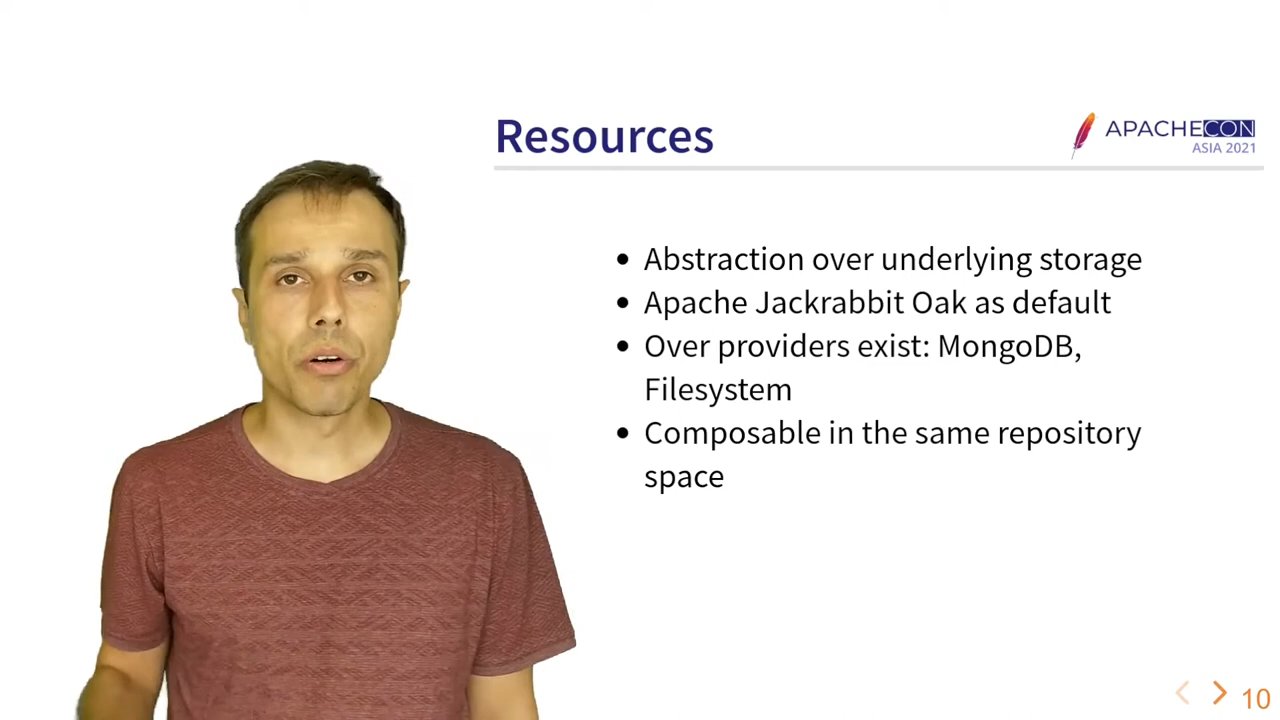 Resources
APACHECON
ASIA 2021
• Abstraction over underlying storage
• Apache Jackrabbit Oak as default
• Over providers exist: MongoDB,
Filesystem
• Composable in the same repository
space
10